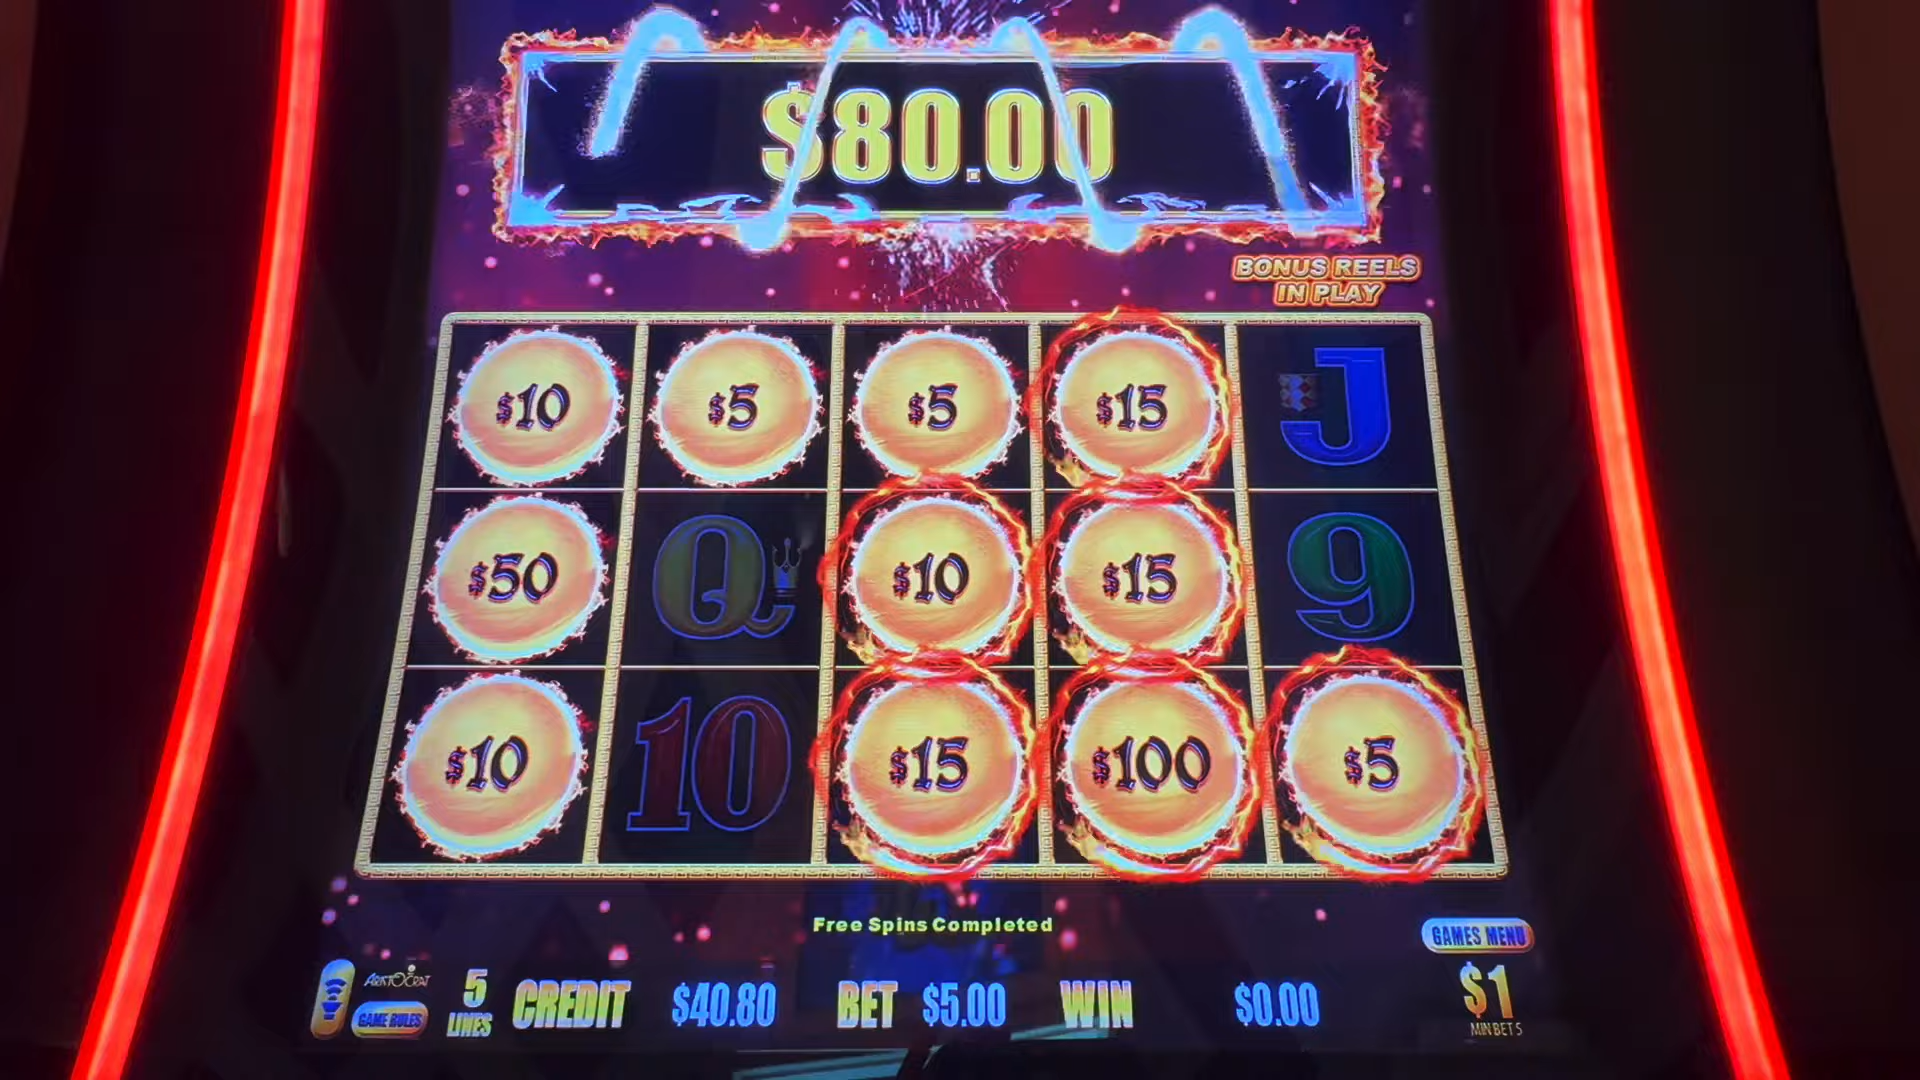 $80.00
BONUS REELS
IN PLAY
$10 $5 $5 $15 J
$50 Q $10 $15 9
$10 10 $15 $100 $5
Free Spins Completed
GAMES MENU
ARISTOCRAT
GAME RULES
5
LINES
CREDIT $40.80 BET $5.00 WIN $0.00
$1
MIN BET 5